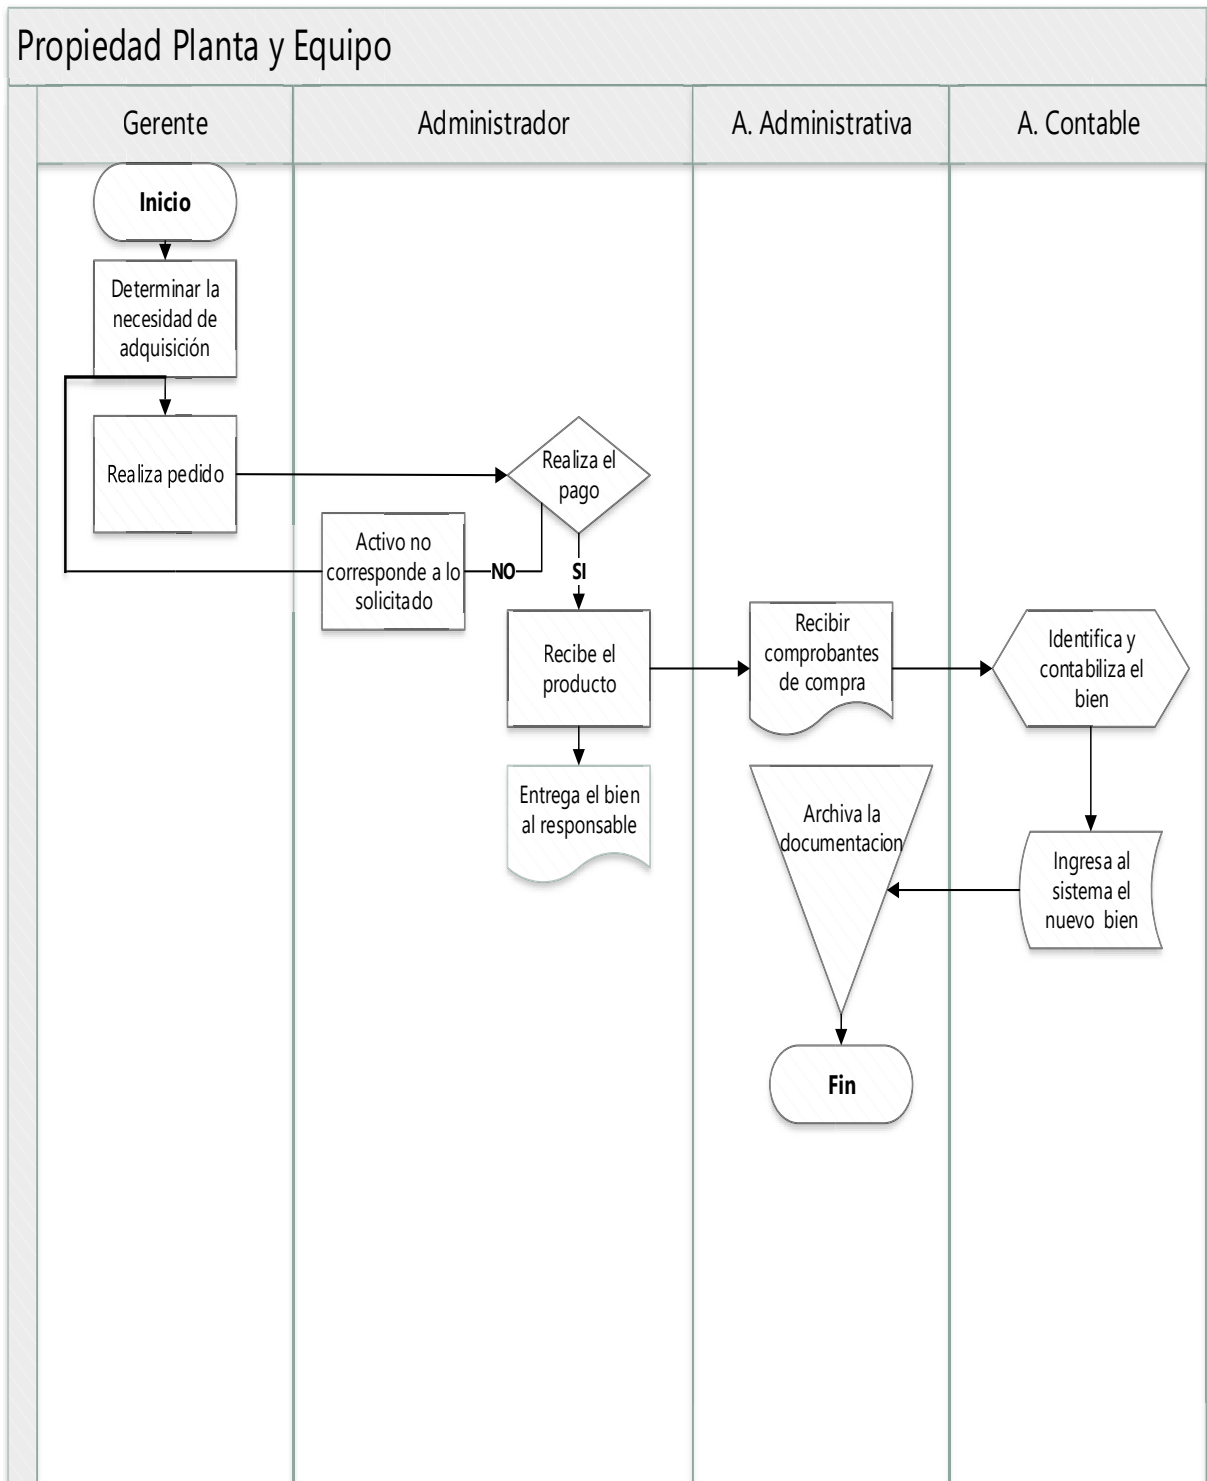 Propiedad Planta y Equipo
Gerente
Administrador
A. Administrativa
A. Contable
Inicio
Determinar la
necesidad de
adquisición
Realiza pedido
Realiza el
pago
Activo no
corresponde a lo
solicitado
NO
SI
Recibe el
producto
Recibir
comprobantes
de compra
Identifica y
contabiliza el
bien
Entrega el bien
al responsable
Archiva la
documentacion
Ingresa al
sistema el
nuevo bien
Fin